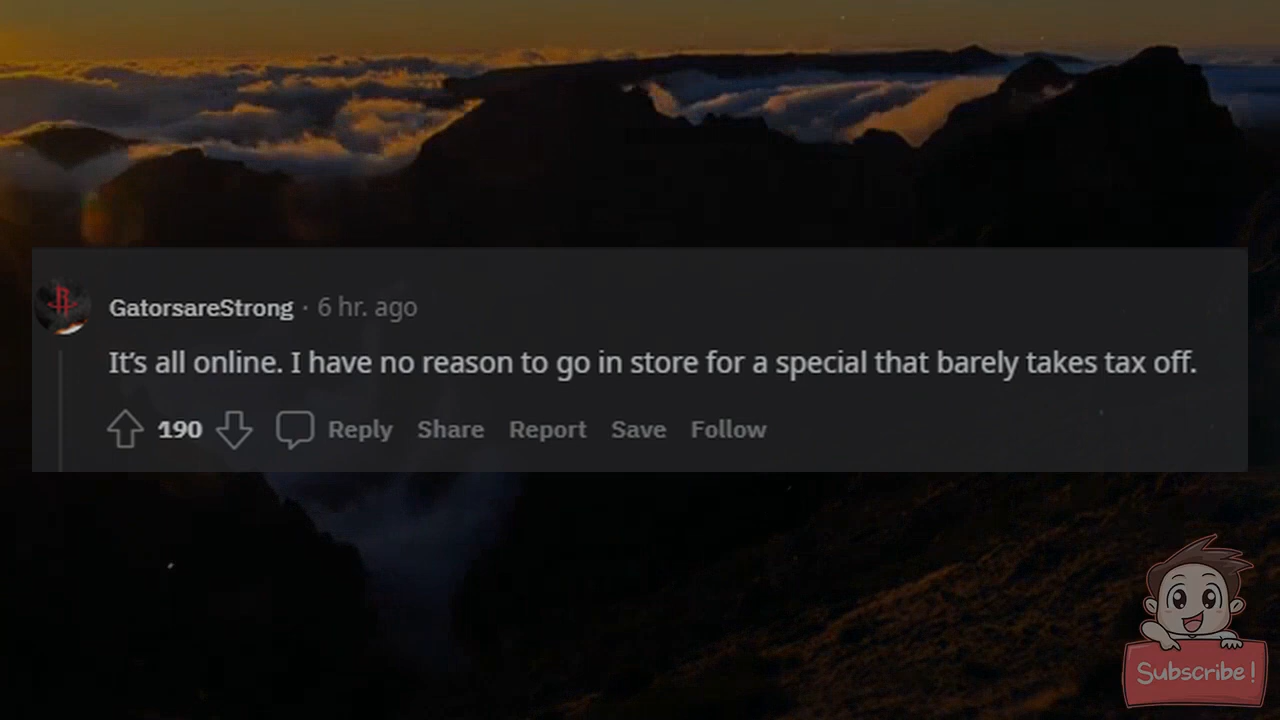 GatorsareStrong · 6 hr. ago
It's all online. I have no reason to go in store for a special that barely takes tax off.
190 Reply Share Report Save Follow
Subscribe!